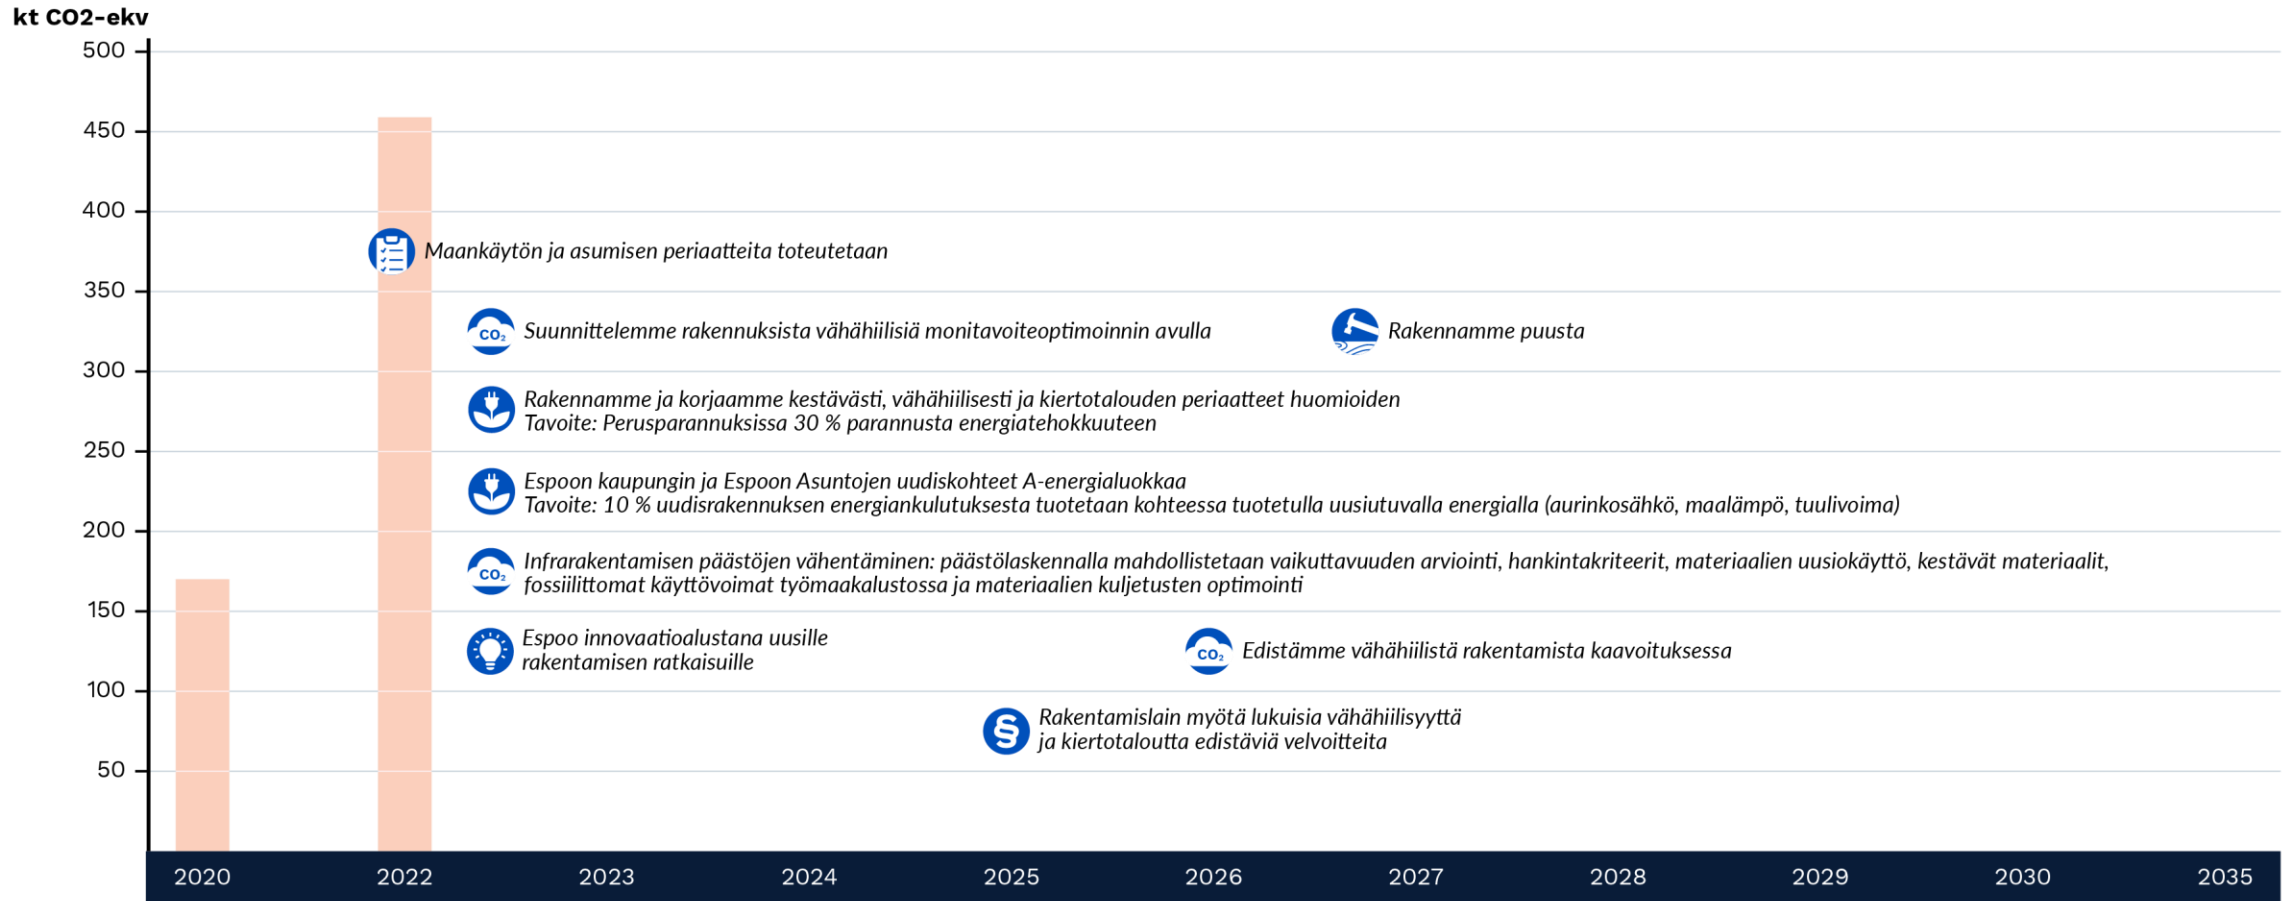 kt CO2-ekv
500
450
400
Maankäytön ja asumisen periaatteita toteutetaan
350
CO₂ Suunnittelemme rakennuksista vähähiilisiä monitavoiteoptimoinnin avulla
Rakennamme puusta
300
Rakennamme ja korjaamme kestävästi, vähähiilisesti ja kiertotalouden periaatteet huomioiden
Tavoite: Perusparannuksissa 30 % parannusta energiatehokkuuteen
250
Espoon kaupungin ja Espoon Asuntojen uudiskohteet A-energialuokkaa
Tavoite: 10 % uudisrakennuksen energiankulutuksesta tuotetaan kohteessa tuotetulla uusiutuvalla energialla (aurinkosähkö, maalämpö, tuulivoima)
200
CO₂ Infrarakentamisen päästöjen vähentäminen: päästölaskennalla mahdollistetaan vaikuttavuuden arviointi, hankintakriteerit, materiaalien uusiokäyttö, kestävät materiaalit,
fossiilittomat käyttövoimat työmaakalustossa ja materiaalien kuljetusten optimointi
150
Espoo innovaatioalustana uusille
rakentamisen ratkaisuille
CO₂ Edistämme vähähiilistä rakentamista kaavoituksessa
100
§ Rakentamislain myötä lukuisia vähähiilisyyttä
ja kiertotaloutta edistäviä velvoitteita
50
2020 2022 2023 2024 2025 2026 2027 2028 2029 2030 2035